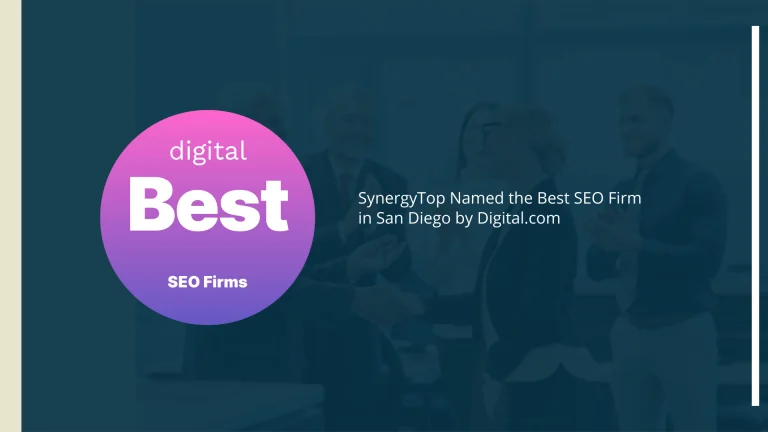 digital
Best
SEO Firms
SynergyTop Named the Best SEO Firm
in San Diego by Digital.com